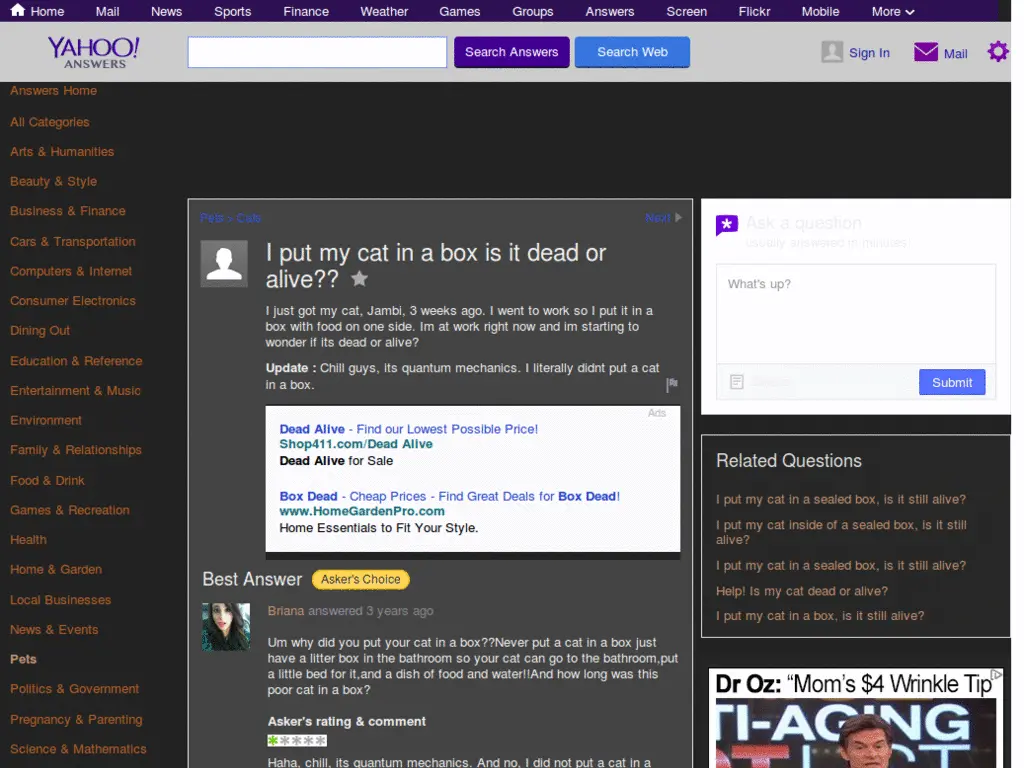 Home Mail News Sports Finance Weather Games Groups Answers Screen Flickr Mobile More
YAHOO!
ANSWERS
Search Answers
Search Web
Sign In
Mail
Answers Home
All Categories
Arts & Humanities
Beauty & Style
Business & Finance
Cars & Transportation
Computers & Internet
Consumer Electronics
Dining Out
Education & Reference
Entertainment & Music
Environment
Family & Relationships
Food & Drink
Games & Recreation
Health
Home & Garden
Local Businesses
News & Events
Pets
Politics & Government
Pregnancy & Parenting
Science & Mathematics
Pets > Cats
Next
I put my cat in a box is it dead or
alive??
I just got my cat, Jambi, 3 weeks ago. I went to work so I put it in a
box with food on one side. Im at work right now and im starting to
wonder if its dead or alive?
Update : Chill guys, its quantum mechanics. I literally didnt put a cat
in a box.
Ads
Dead Alive - Find our Lowest Possible Price!
Shop411.com/Dead Alive
Dead Alive for Sale
Box Dead - Cheap Prices - Find Great Deals for Box Dead!
www.HomeGardenPro.com
Home Essentials to Fit Your Style.
Best Answer
Asker's Choice
Briana answered 3 years ago
Um why did you put your cat in a box??Never put a cat in a box just
have a litter box in the bathroom so your cat can go to the bathroom,put
a little bed for it,and a dish of food and water!!And how long was this
poor cat in a box?
Asker's rating & comment
Haha, chill, its quantum mechanics. And no, I did not put a cat in a
Ask a question
usually answered in minutes!
What's up?
Submit
Related Questions
I put my cat in a sealed box, is it still alive?
I put my cat inside of a sealed box, is it still
alive?
I put my cat in a sealed box, is it still alive?
Help! Is my cat dead or alive?
I put my cat in a box, is it still alive?
Dr Oz: “Mom's $4 Wrinkle Tip”
TI-AGING